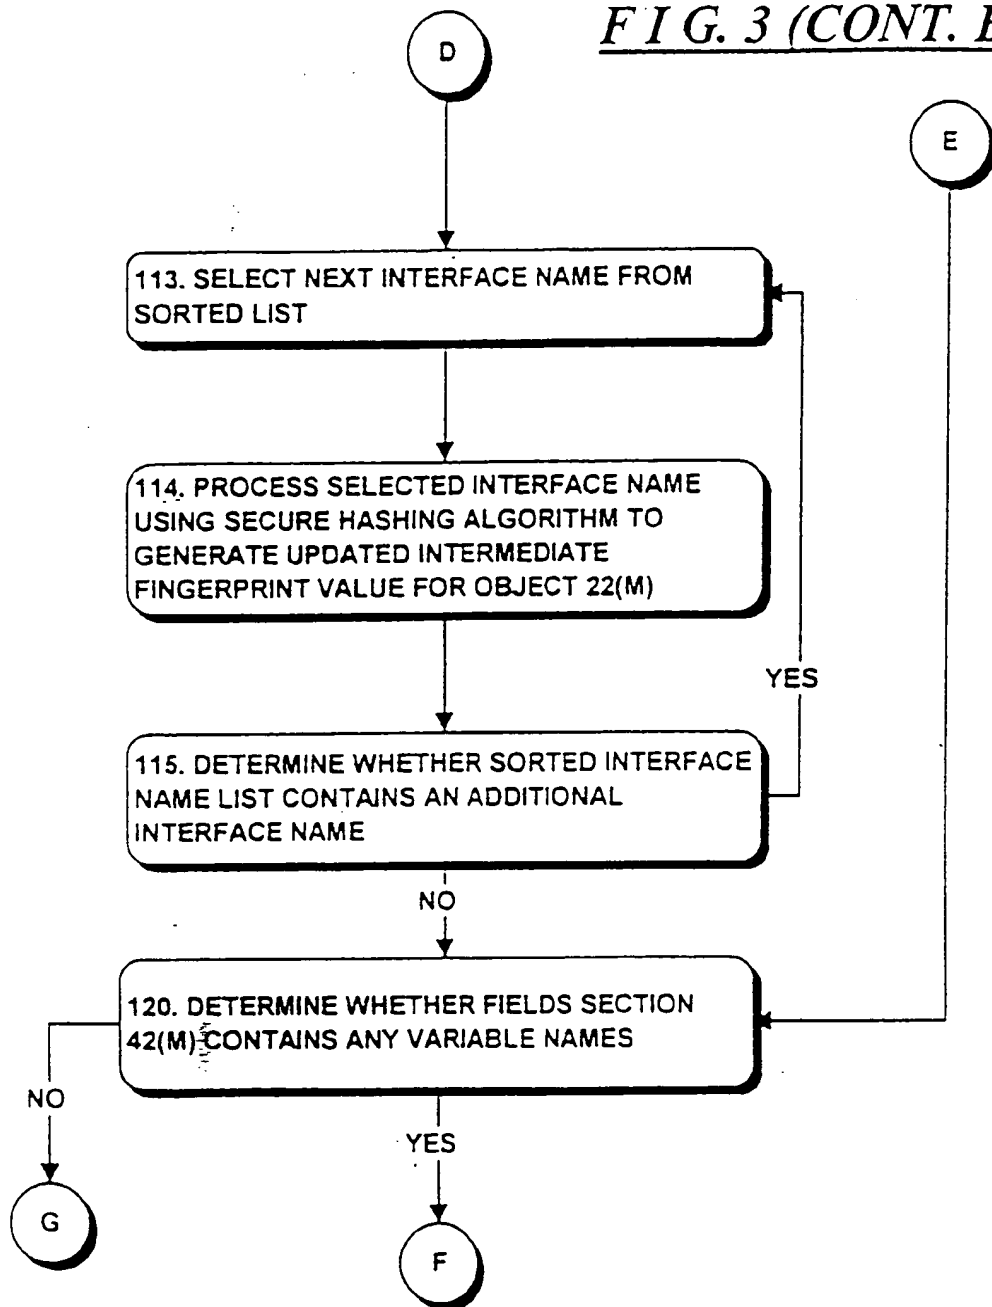 FIG. 3 (CONT.
D
E
113. SELECT NEXT INTERFACE NAME FROM
SORTED LIST
114. PROCESS SELECTED INTERFACE NAME
USING SECURE HASHING ALGORITHM TO
GENERATE UPDATED INTERMEDIATE
FINGERPRINT VALUE FOR OBJECT 22(M)
YES
115. DETERMINE WHETHER SORTED INTERFACE
NAME LIST CONTAINS AN ADDITIONAL
INTERFACE NAME
NO
120. DETERMINE WHETHER FIELDS SECTION
42(M) CONTAINS ANY VARIABLE NAMES
NO
YES
G
F